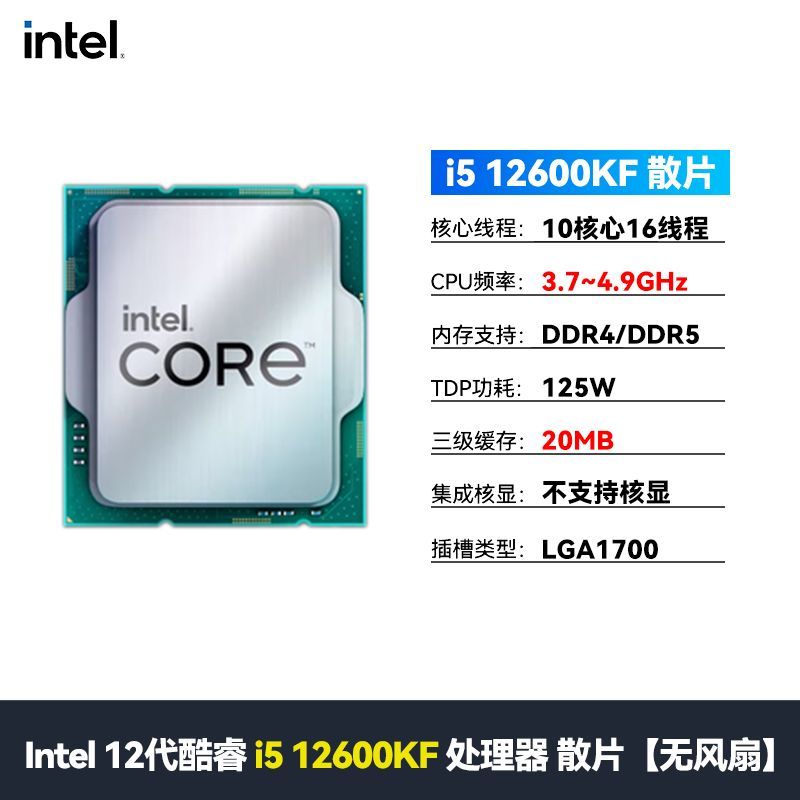 intel.
i5 12600KF 散片
核心线程： 10核心16线程
CPU频率： 3.7~4.9GHz
内存支持： DDR4/DDR5
TDP功耗： 125W
三级缓存： 20MB
集成核显： 不支持核显
插槽类型： LGA1700
intel.
CORE™
Intel 12代酷睿 i5 12600KF 处理器 散片【无风扇】